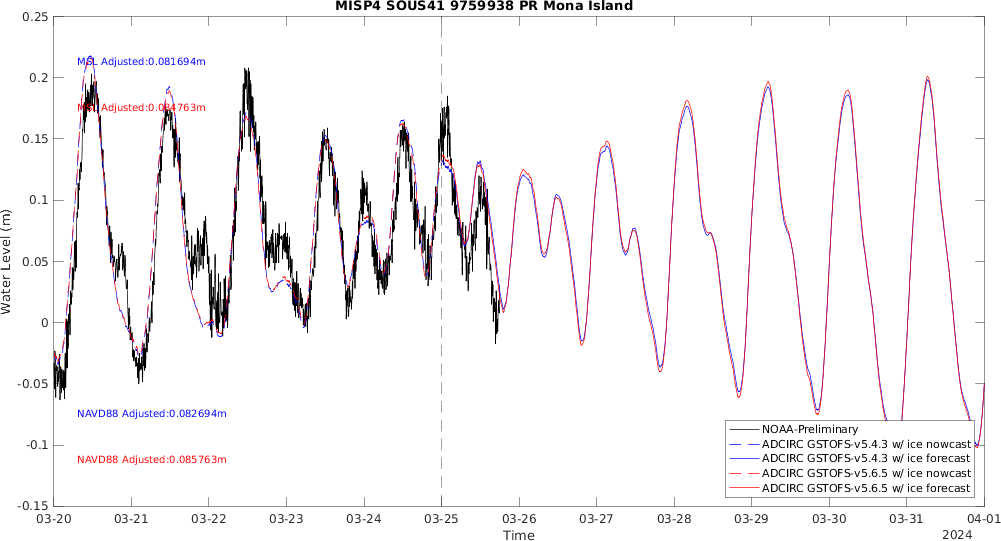 MISP4 SOUS41 9759938 PR Mona Island
0.25
0.2
0.15
0.1
0.05
0
-0.05
-0.1
-0.15
Water Level (m)
MSL Adjusted:0.081694m
MSL Adjusted:0.084763m
NAVD88 Adjusted:0.082694m
NAVD88 Adjusted:0.085763m
NOAA-Preliminary
ADCIRC GSTOFS-v5.4.3 w/ ice nowcast
ADCIRC GSTOFS-v5.4.3 w/ ice forecast
ADCIRC GSTOFS-v5.6.5 w/ ice nowcast
ADCIRC GSTOFS-v5.6.5 w/ ice forecast
03-20 03-21 03-22 03-23 03-24 03-25 03-26 03-27 03-28 03-29 03-30 03-31 04-01
Time
2024